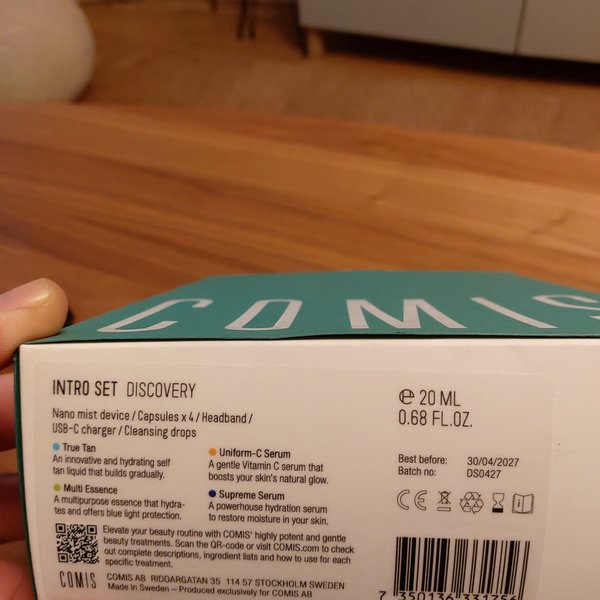 COMIS
INTRO SET DISCOVERY
Nano mist device / Capsules x 4 / Headband /
USB-C charger / Cleansing drops
True Tan
An innovative and hydrating self
tan liquid that builds gradually.
Uniform-C Serum
A gentle Vitamin C serum that
boosts your skin's natural glow.
Multi Essence
A multipurpose essence that hydra-
tes and offers blue light protection.
Supreme Serum
A powerhouse hydration serum
to restore moisture in your skin.
Elevate your beauty routine with COMIS' highly potent and gentle
beauty treatments. Scan the QR-code or visit COMIS.com to check
out complete descriptions, ingredient lists and how to use for each
specific treatment.
COMIS
COMIS AB RIDDARGATAN 35 114 57 STOCKHOLM SWEDEN
Made in Sweden – Produced exclusively for COMIS AB
℮ 20 ML
0.68 FL.OZ.
Best before: 30/04/2027
Batch no: DS0427
CE
7 350136 331756